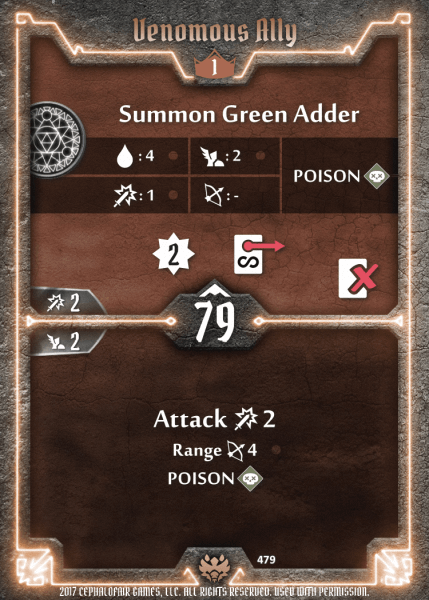 Venomous Ally
1
Summon Green Adder
: 4
: 2
POISON
: 1
: -
2
2
79
2
Attack 2
Range 4
POISON
479
2017 CEPHALOFAIR GAMES, LLC. ALL RIGHTS RESERVED. USED WITH PERMISSION.